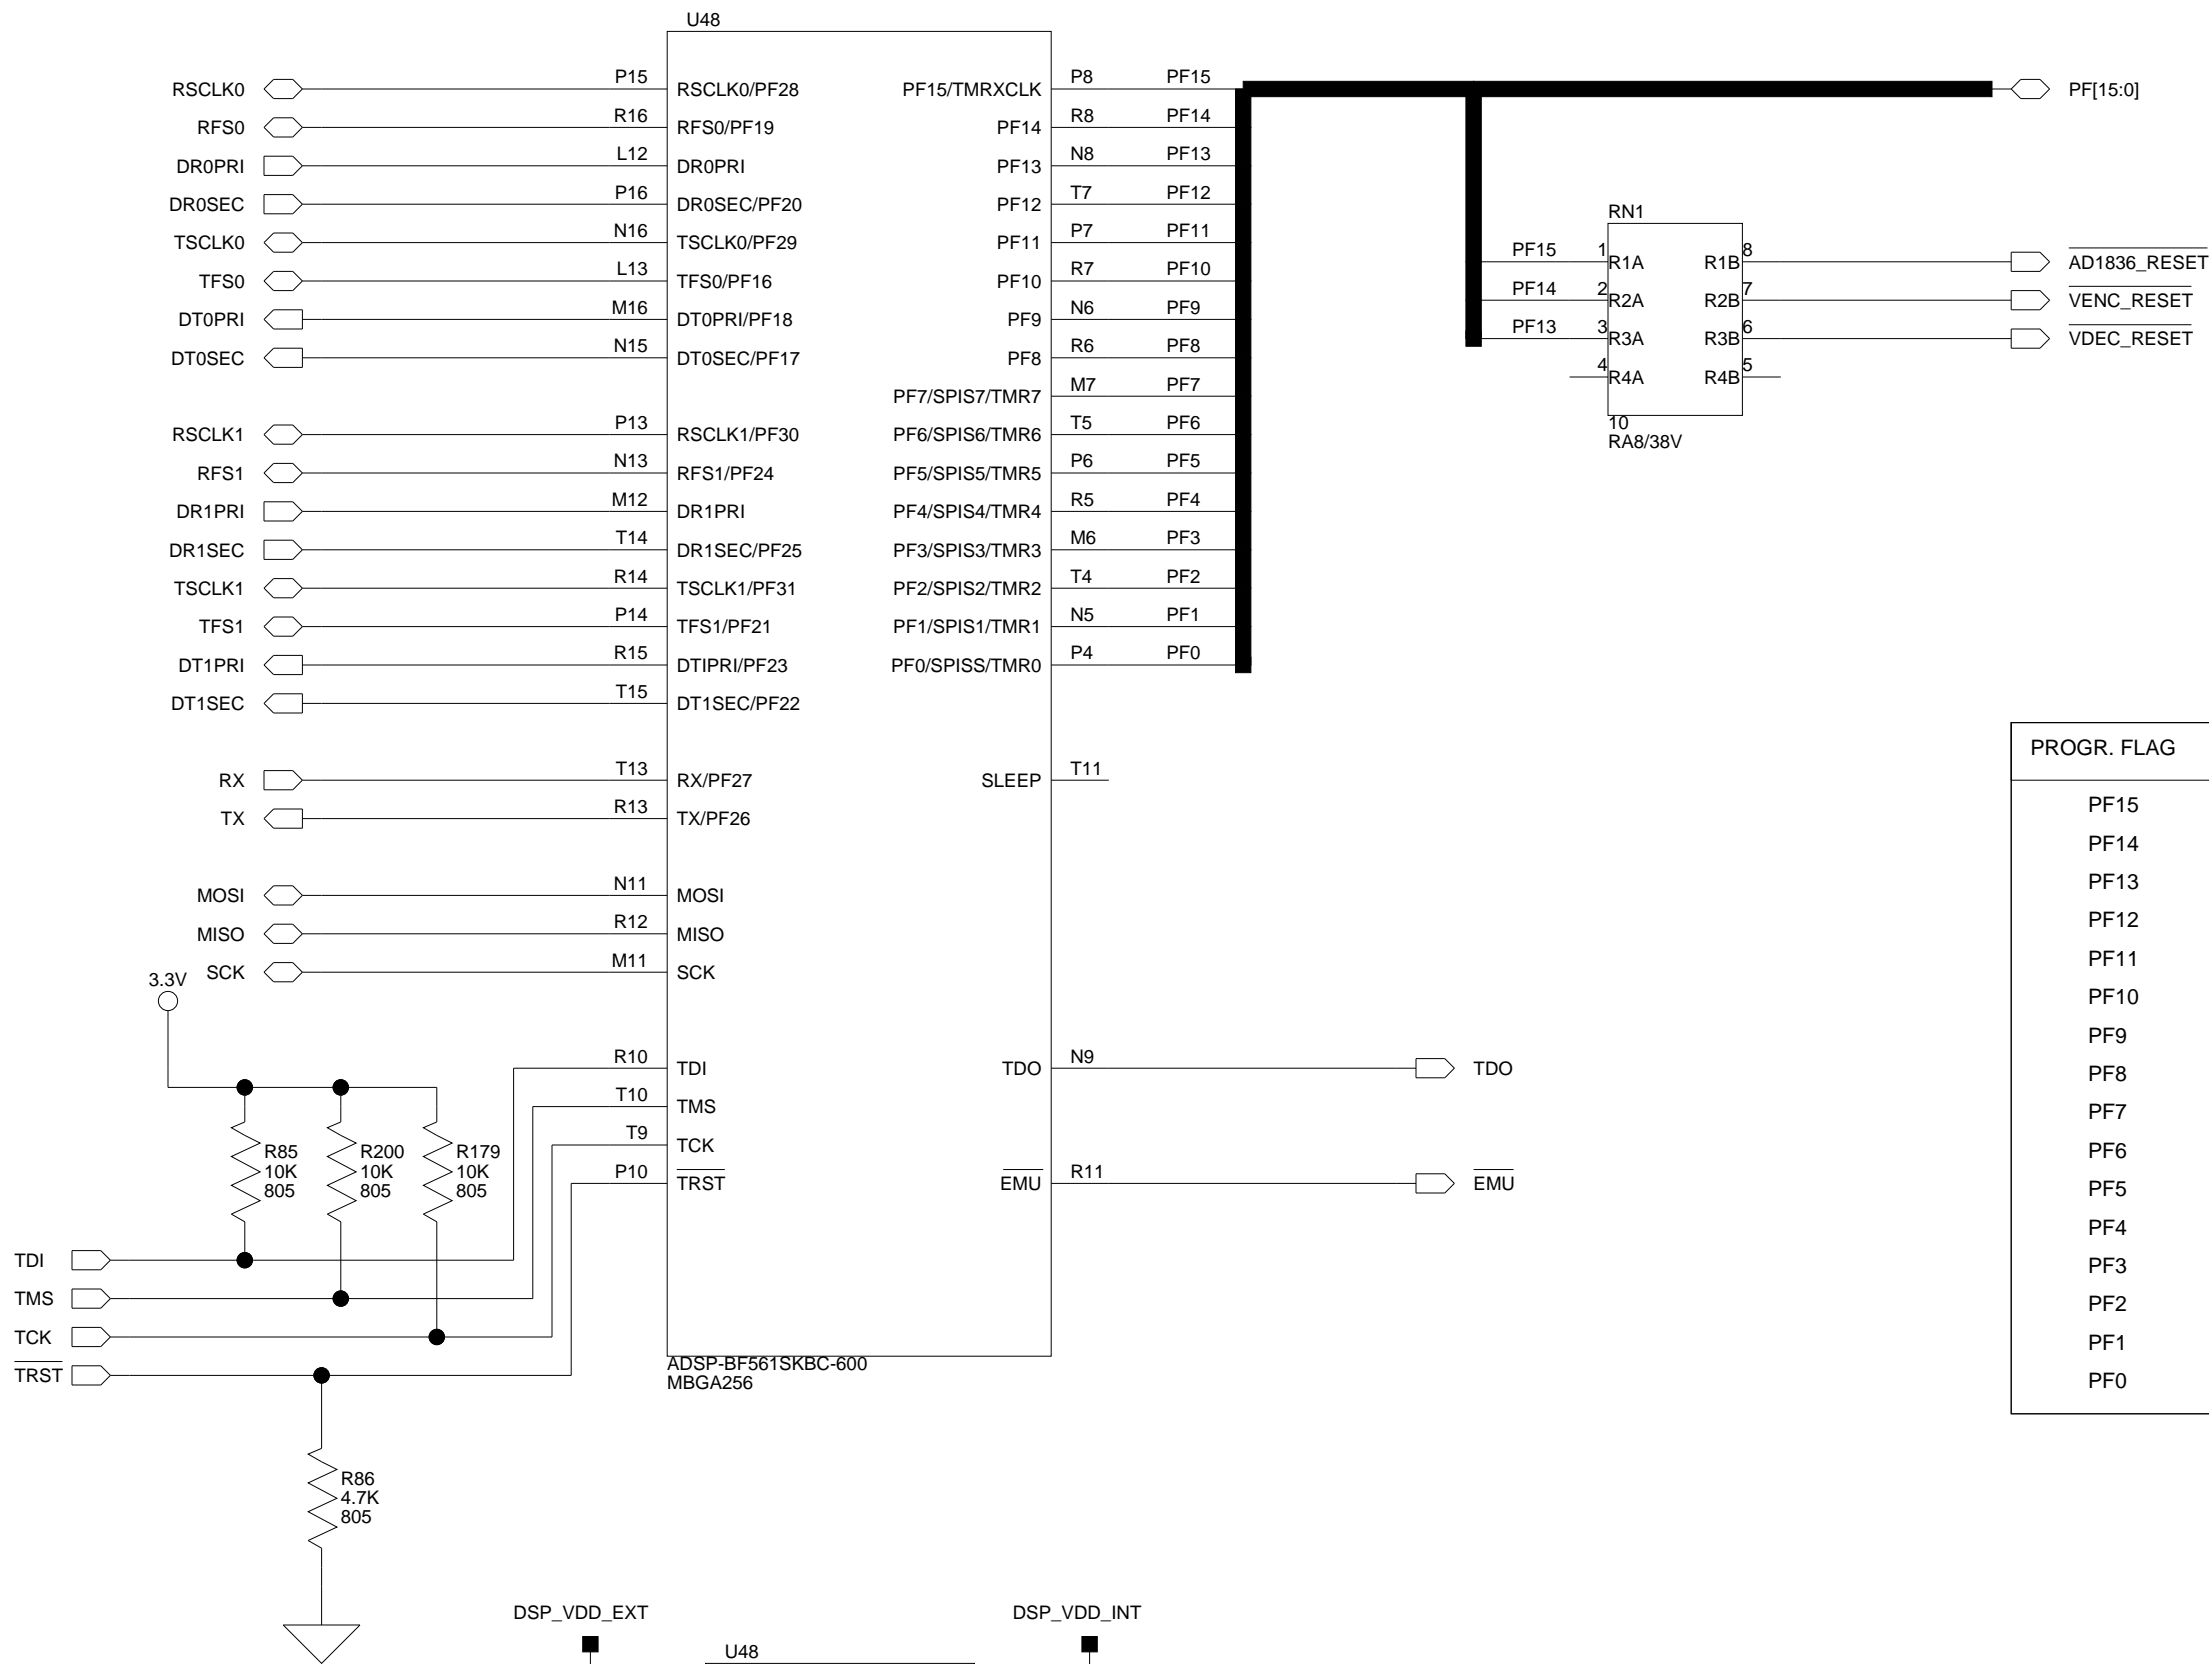 U48
RSCLK0 P15 RSCLK0/PF28 PF15/TMRXCLK P8 PF15 PF[15:0]
RFS0 R16 RFS0/PF19 PF14 R8 PF14
DR0PRI L12 DR0PRI PF13 N8 PF13
DR0SEC P16 DR0SEC/PF20 PF12 T7 PF12
RN1
TSCLK0 N16 TSCLK0/PF29 PF11 P7 PF11
PF15 1 R1A R1B 8 AD1836_RESET
TFS0 L13 TFS0/PF16 PF10 R7 PF10
PF14 2 R2A R2B 7 VENC_RESET
DT0PRI M16 DT0PRI/PF18 PF9 N6 PF9
PF13 3 R3A R3B 6 VDEC_RESET
DT0SEC N15 DT0SEC/PF17 PF8 R6 PF8
4 R4A R4B 5
PF7/SPIS7/TMR7 M7 PF7
10
RA8/38V
RSCLK1 P13 RSCLK1/PF30 PF6/SPIS6/TMR6 T5 PF6
RFS1 N13 RFS1/PF24 PF5/SPIS5/TMR5 P6 PF5
DR1PRI M12 DR1PRI PF4/SPIS4/TMR4 R5 PF4
DR1SEC T14 DR1SEC/PF25 PF3/SPIS3/TMR3 M6 PF3
TSCLK1 R14 TSCLK1/PF31 PF2/SPIS2/TMR2 T4 PF2
TFS1 P14 TFS1/PF21 PF1/SPIS1/TMR1 N5 PF1
DT1PRI R15 DTIPRI/PF23 PF0/SPISS/TMR0 P4 PF0
DT1SEC T15 DT1SEC/PF22
RX T13 RX/PF27 SLEEP T11
TX R13 TX/PF26
MOSI N11 MOSI
MISO R12 MISO
SCK M11 SCK
3.3V
R10 TDI TDO N9 TDO
T10 TMS
T9 TCK
P10 TRST EMU R11 EMU
R85
10K
805
R200
10K
805
R179
10K
805
TDI
TMS
TCK
TRST
ADSP-BF561SKBC-600
MBGA256
R86
4.7K
805
PROGR. FLAG
PF15
PF14
PF13
PF12
PF11
PF10
PF9
PF8
PF7
PF6
PF5
PF4
PF3
PF2
PF1
PF0
DSP_VDD_EXT
DSP_VDD_INT
U48